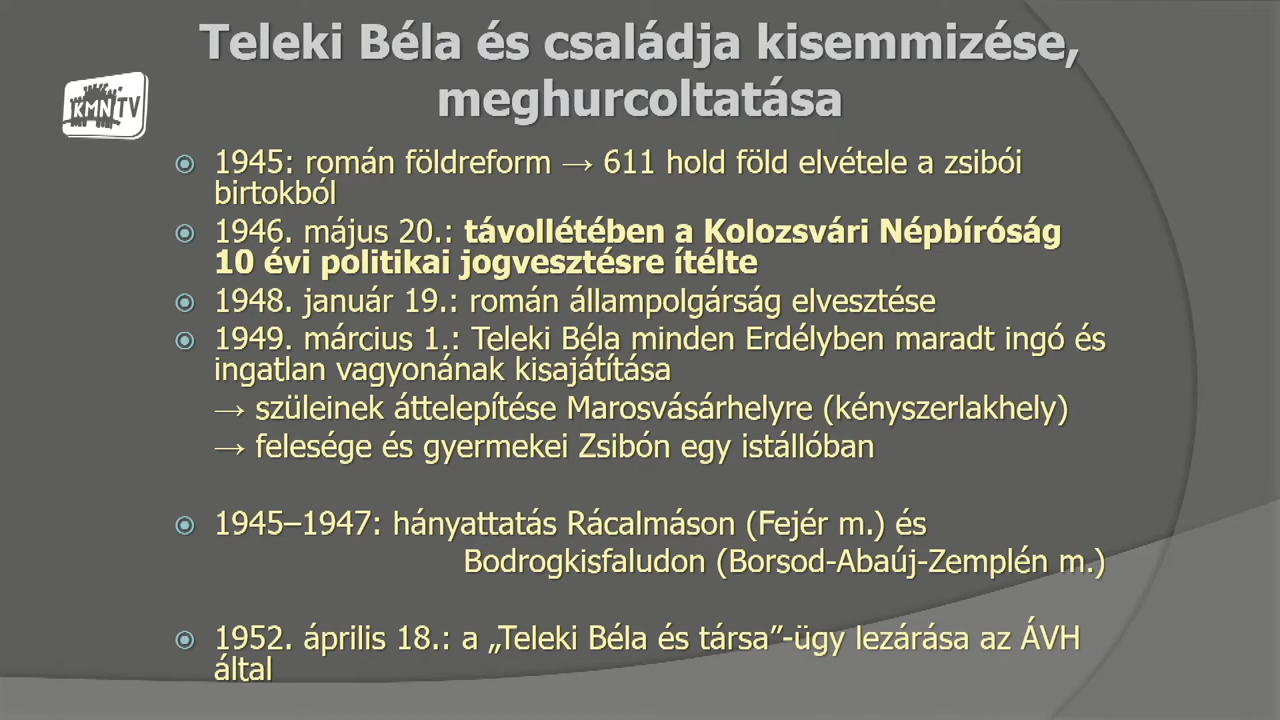 Teleki Béla és családja kisemmizése,
meghurcoltatása
KMN TV
1945: román földreform → 611 hold föld elvétele a zsibói
birtokból
1946. május 20.: távollétében a Kolozsvári Népbíróság
10 évi politikai jogvesztésre ítélte
1948. január 19.: román állampolgárság elvesztése
1949. március 1.: Teleki Béla minden Erdélyben maradt ingó és
ingatlan vagyonának kisajátítása
→ szüleinek áttelepítése Marosvásárhelyre (kényszerlakhely)
→ felesége és gyermekei Zsibón egy istállóban
1945–1947: hányattatás Rácalmáson (Fejér m.) és
Bodrogkisfaludon (Borsod-Abaúj-Zemplén m.)
1952. április 18.: a „Teleki Béla és társa”-ügy lezárása az ÁVH
által